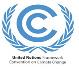 United Nations Framework
Convention on Climate Change